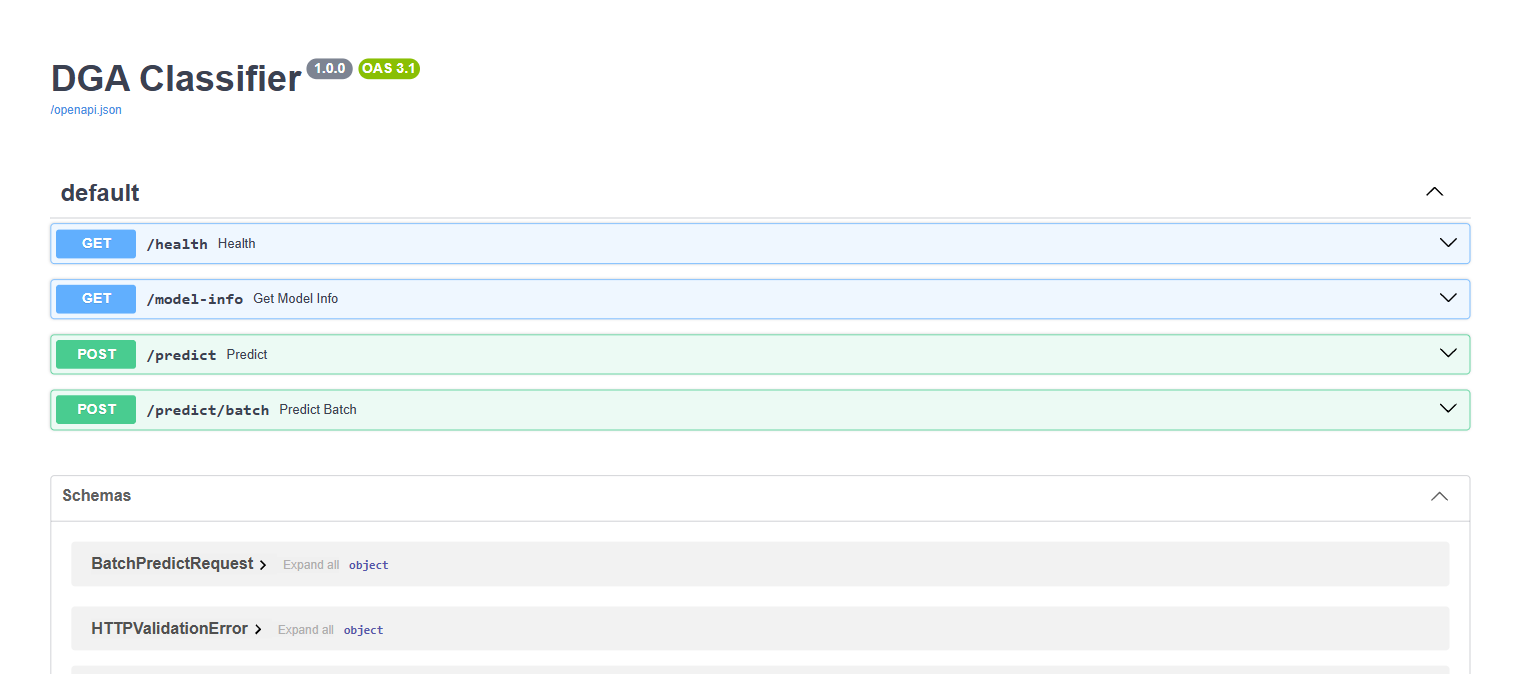 DGA Classifier 1.0.0 OAS 3.1
/openapi.json
default
GET /health Health
GET /model-info Get Model Info
POST /predict Predict
POST /predict/batch Predict Batch
Schemas
BatchPredictRequest Expand all object
HTTPValidationError Expand all object